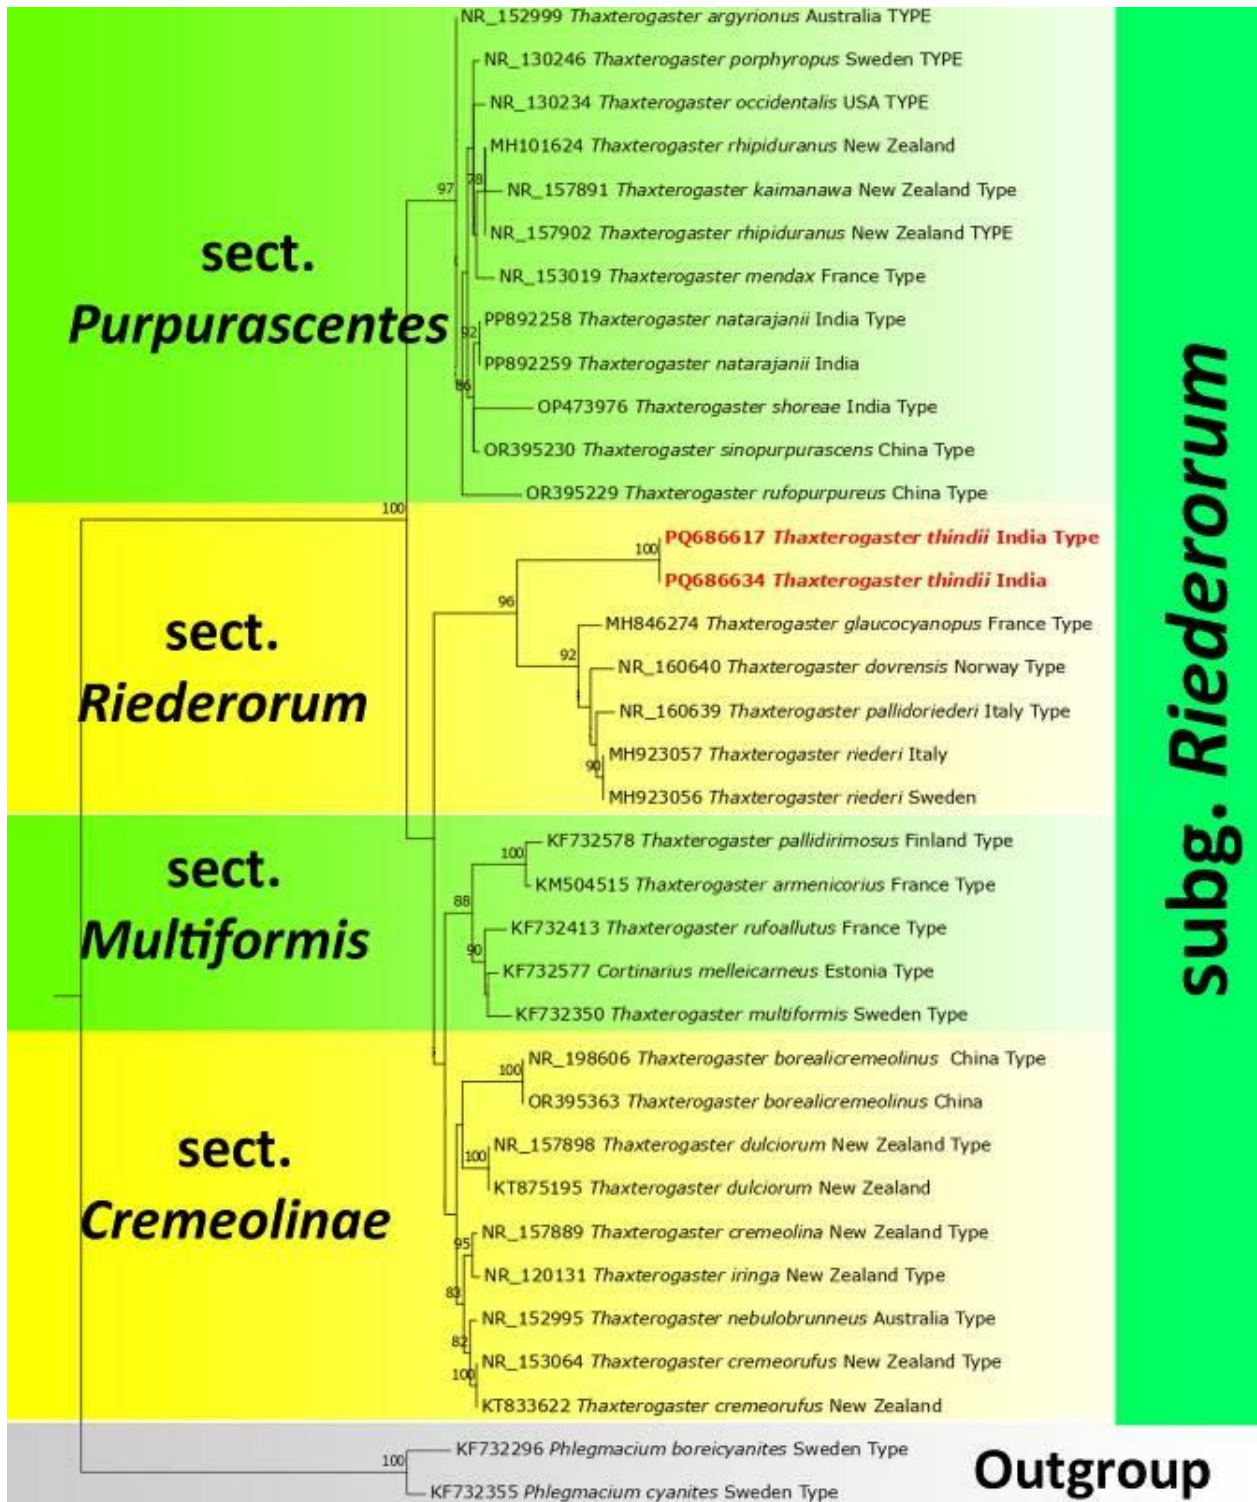 NR_152999 Thaxterogaster argyrionus Australia TYPE
NR_130246 Thaxterogaster porphyropus Sweden TYPE
NR_130234 Thaxterogaster occidentalis USA TYPE
MH101624 Thaxterogaster rhipiduranus New Zealand
78
97
NR_157891 Thaxterogaster kaimanawa New Zealand Type
NR_157902 Thaxterogaster rhipiduranus New Zealand TYPE
sect.
Purpurascentes
NR_153019 Thaxterogaster mendax France Type
PP892258 Thaxterogaster natarajanii India Type
92
PP892259 Thaxterogaster natarajanii India
86
OP473976 Thaxterogaster shoreae India Type
OR395230 Thaxterogaster sinopurpurascens China Type
OR395229 Thaxterogaster rufopurpureus China Type
100
PQ686617 Thaxterogaster thindii India Type
100
PQ686634 Thaxterogaster thindii India
96
sect.
Riederorum
MH846274 Thaxterogaster glaucocyanopus France Type
92
NR_160640 Thaxterogaster dovrensis Norway Type
NR_160639 Thaxterogaster pallidoriederi Italy Type
MH923057 Thaxterogaster riederi Italy
90
MH923056 Thaxterogaster riederi Sweden
KF732578 Thaxterogaster pallidirimosus Finland Type
100
sect.
Multiformis
KM504515 Thaxterogaster armenicorius France Type
88
KF732413 Thaxterogaster rufoallutus France Type
90
KF732577 Cortinarius melleicarneus Estonia Type
KF732350 Thaxterogaster multiformis Sweden Type
NR_198606 Thaxterogaster borealicremeolinus China Type
100
OR395363 Thaxterogaster borealicremeolinus China
sect.
Cremeolinae
NR_157898 Thaxterogaster dulciorum New Zealand Type
100
KT875195 Thaxterogaster dulciorum New Zealand
NR_157889 Thaxterogaster cremeolina New Zealand Type
95
NR_120131 Thaxterogaster iringa New Zealand Type
83
NR_152995 Thaxterogaster nebulobrunneus Australia Type
82
NR_153064 Thaxterogaster cremeorufus New Zealand Type
100
KT833622 Thaxterogaster cremeorufus New Zealand
KF732296 Phlegmacium boreicyanites Sweden Type
100
KF732355 Phlegmacium cyanites Sweden Type
subg. Riederorum
Outgroup